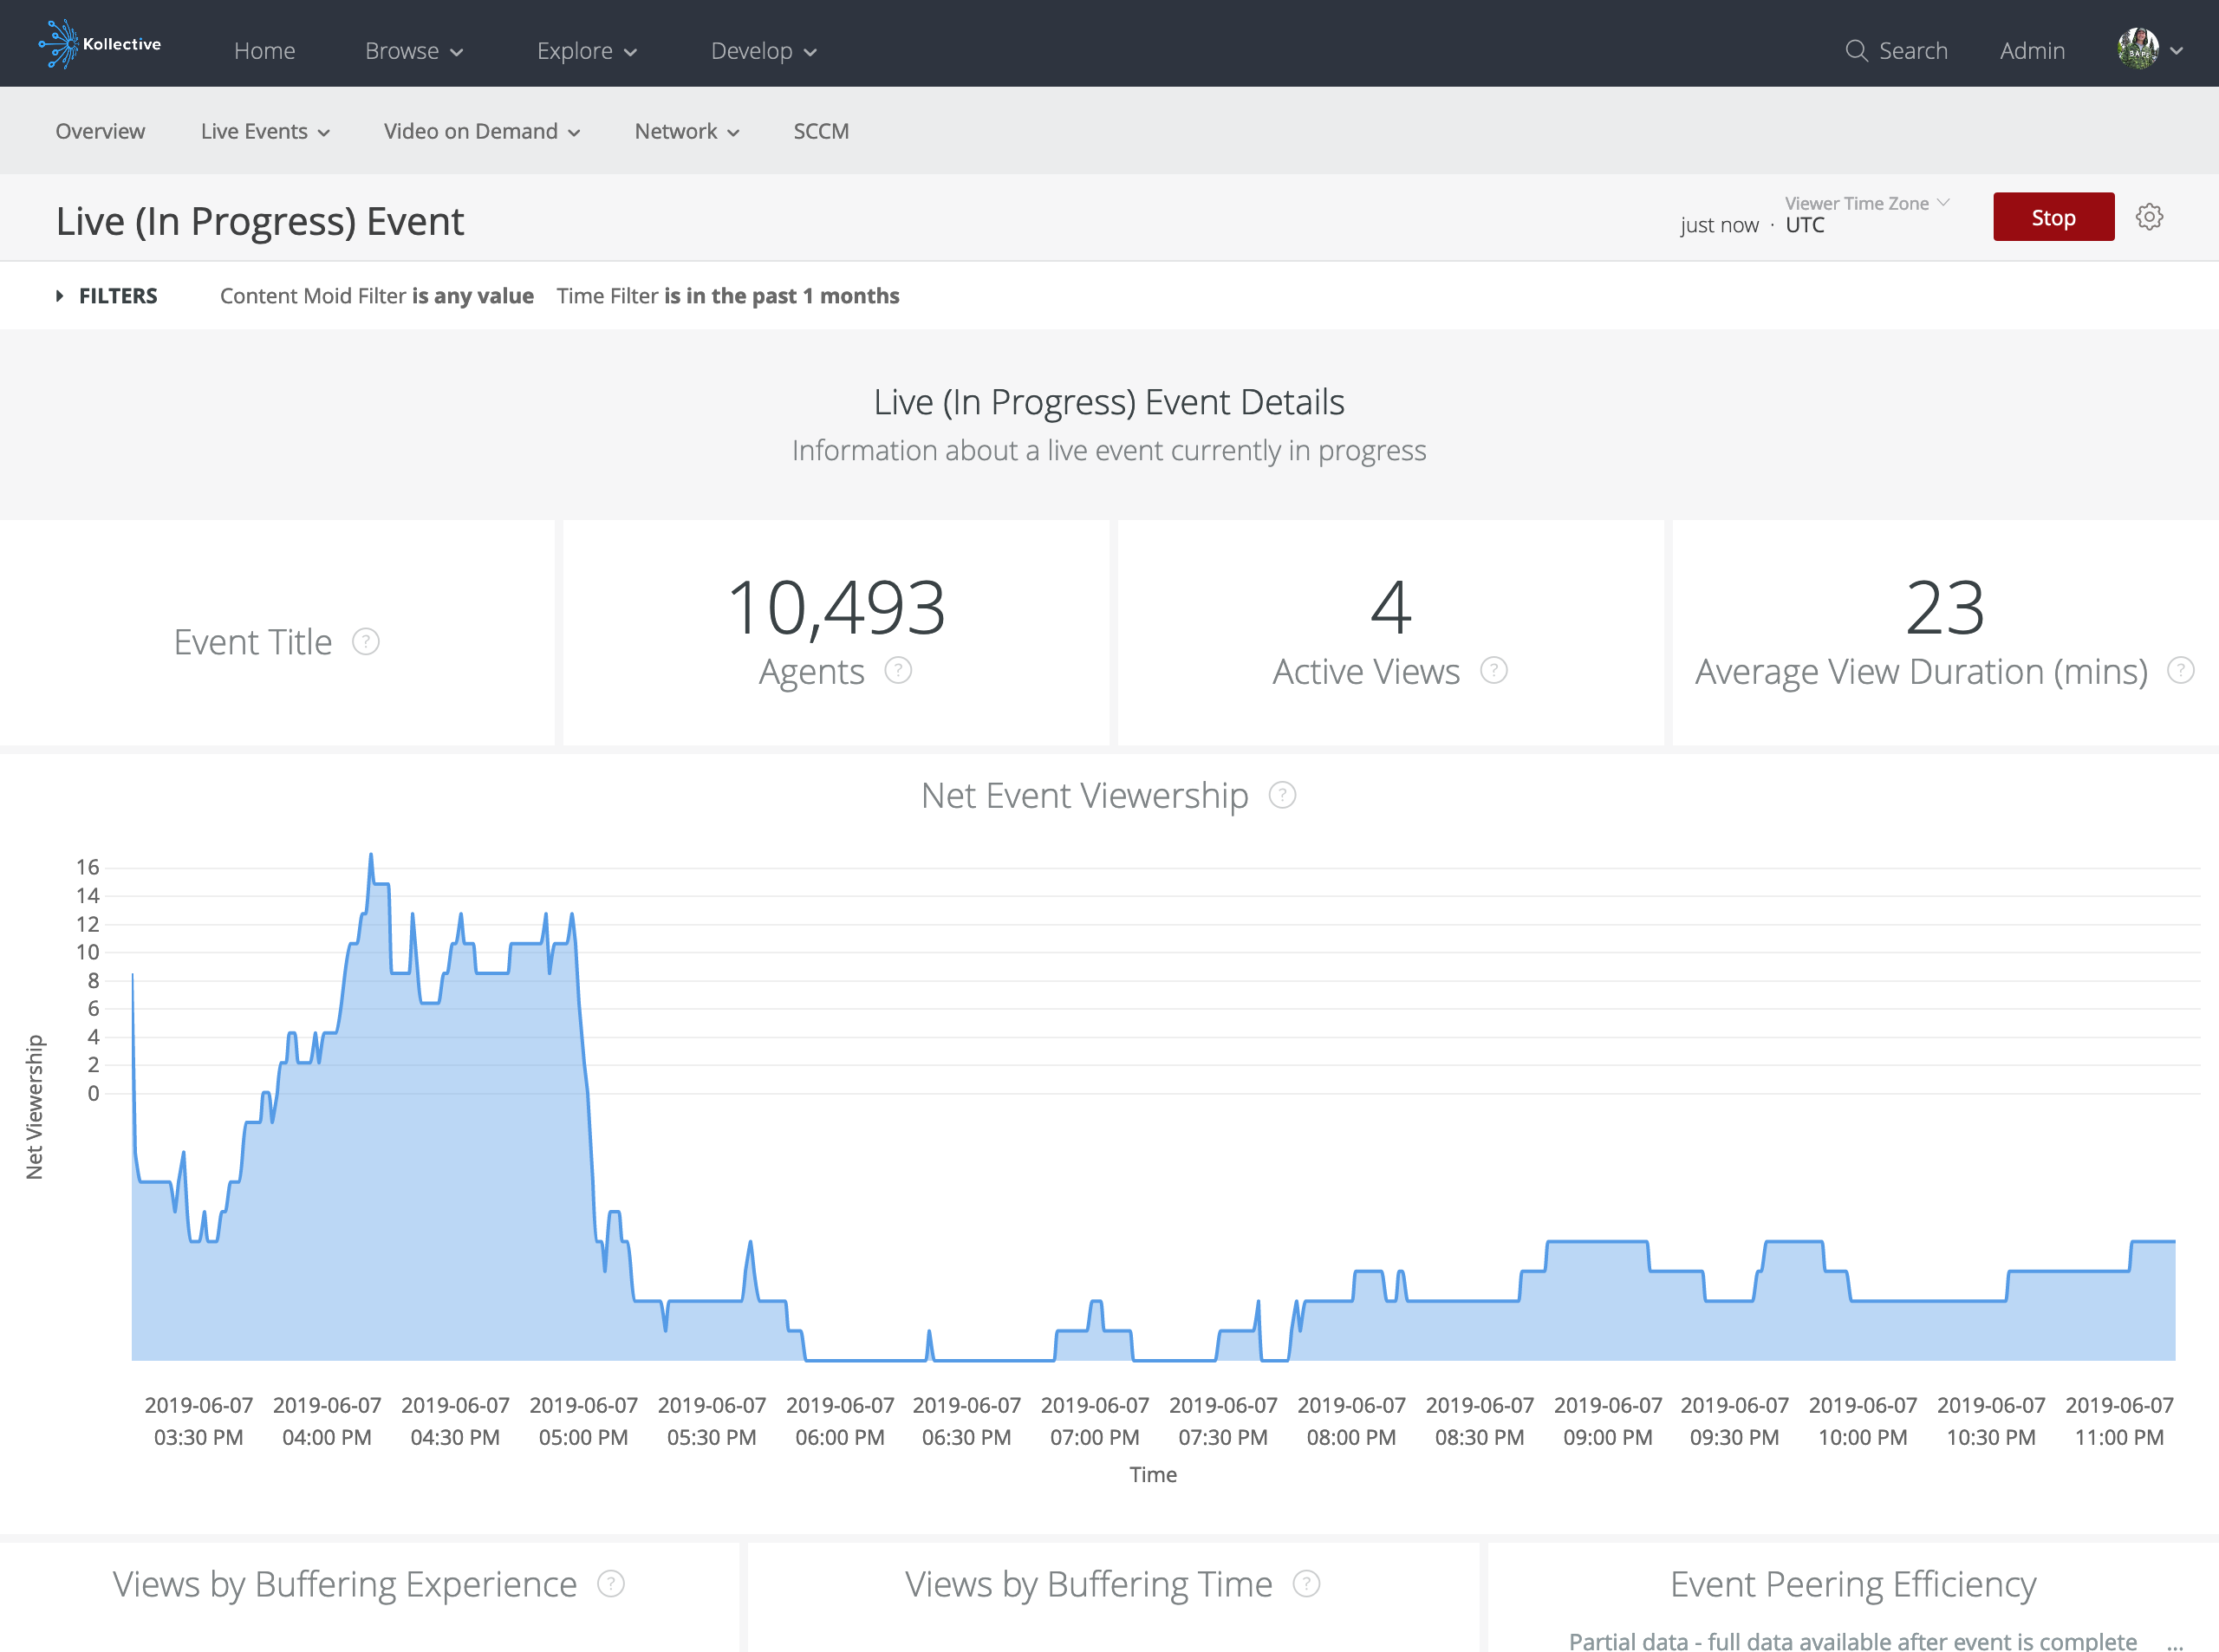 Kollective Home Browse Explore Develop Search Admin
Overview Live Events Video on Demand Network SCCM
Live (In Progress) Event
Viewer Time Zone
just now · UTC
Stop
FILTERS Content Moid Filter is any value Time Filter is in the past 1 months
Live (In Progress) Event Details
Information about a live event currently in progress
Event Title ?
10,493
Agents ?
4
Active Views ?
23
Average View Duration (mins) ?
Net Event Viewership ?
16
14
12
10
8
6
4
2
0
Net Viewership
2019-06-07 2019-06-07 2019-06-07 2019-06-07 2019-06-07 2019-06-07 2019-06-07 2019-06-07 2019-06-07 2019-06-07 2019-06-07 2019-06-07 2019-06-07 2019-06-07 2019-06-07 2019-06-07
03:30 PM 04:00 PM 04:30 PM 05:00 PM 05:30 PM 06:00 PM 06:30 PM 07:00 PM 07:30 PM 08:00 PM 08:30 PM 09:00 PM 09:30 PM 10:00 PM 10:30 PM 11:00 PM
Time
Views by Buffering Experience ?
Views by Buffering Time ?
Event Peering Efficiency
Partial data - full data available after event is complete ...